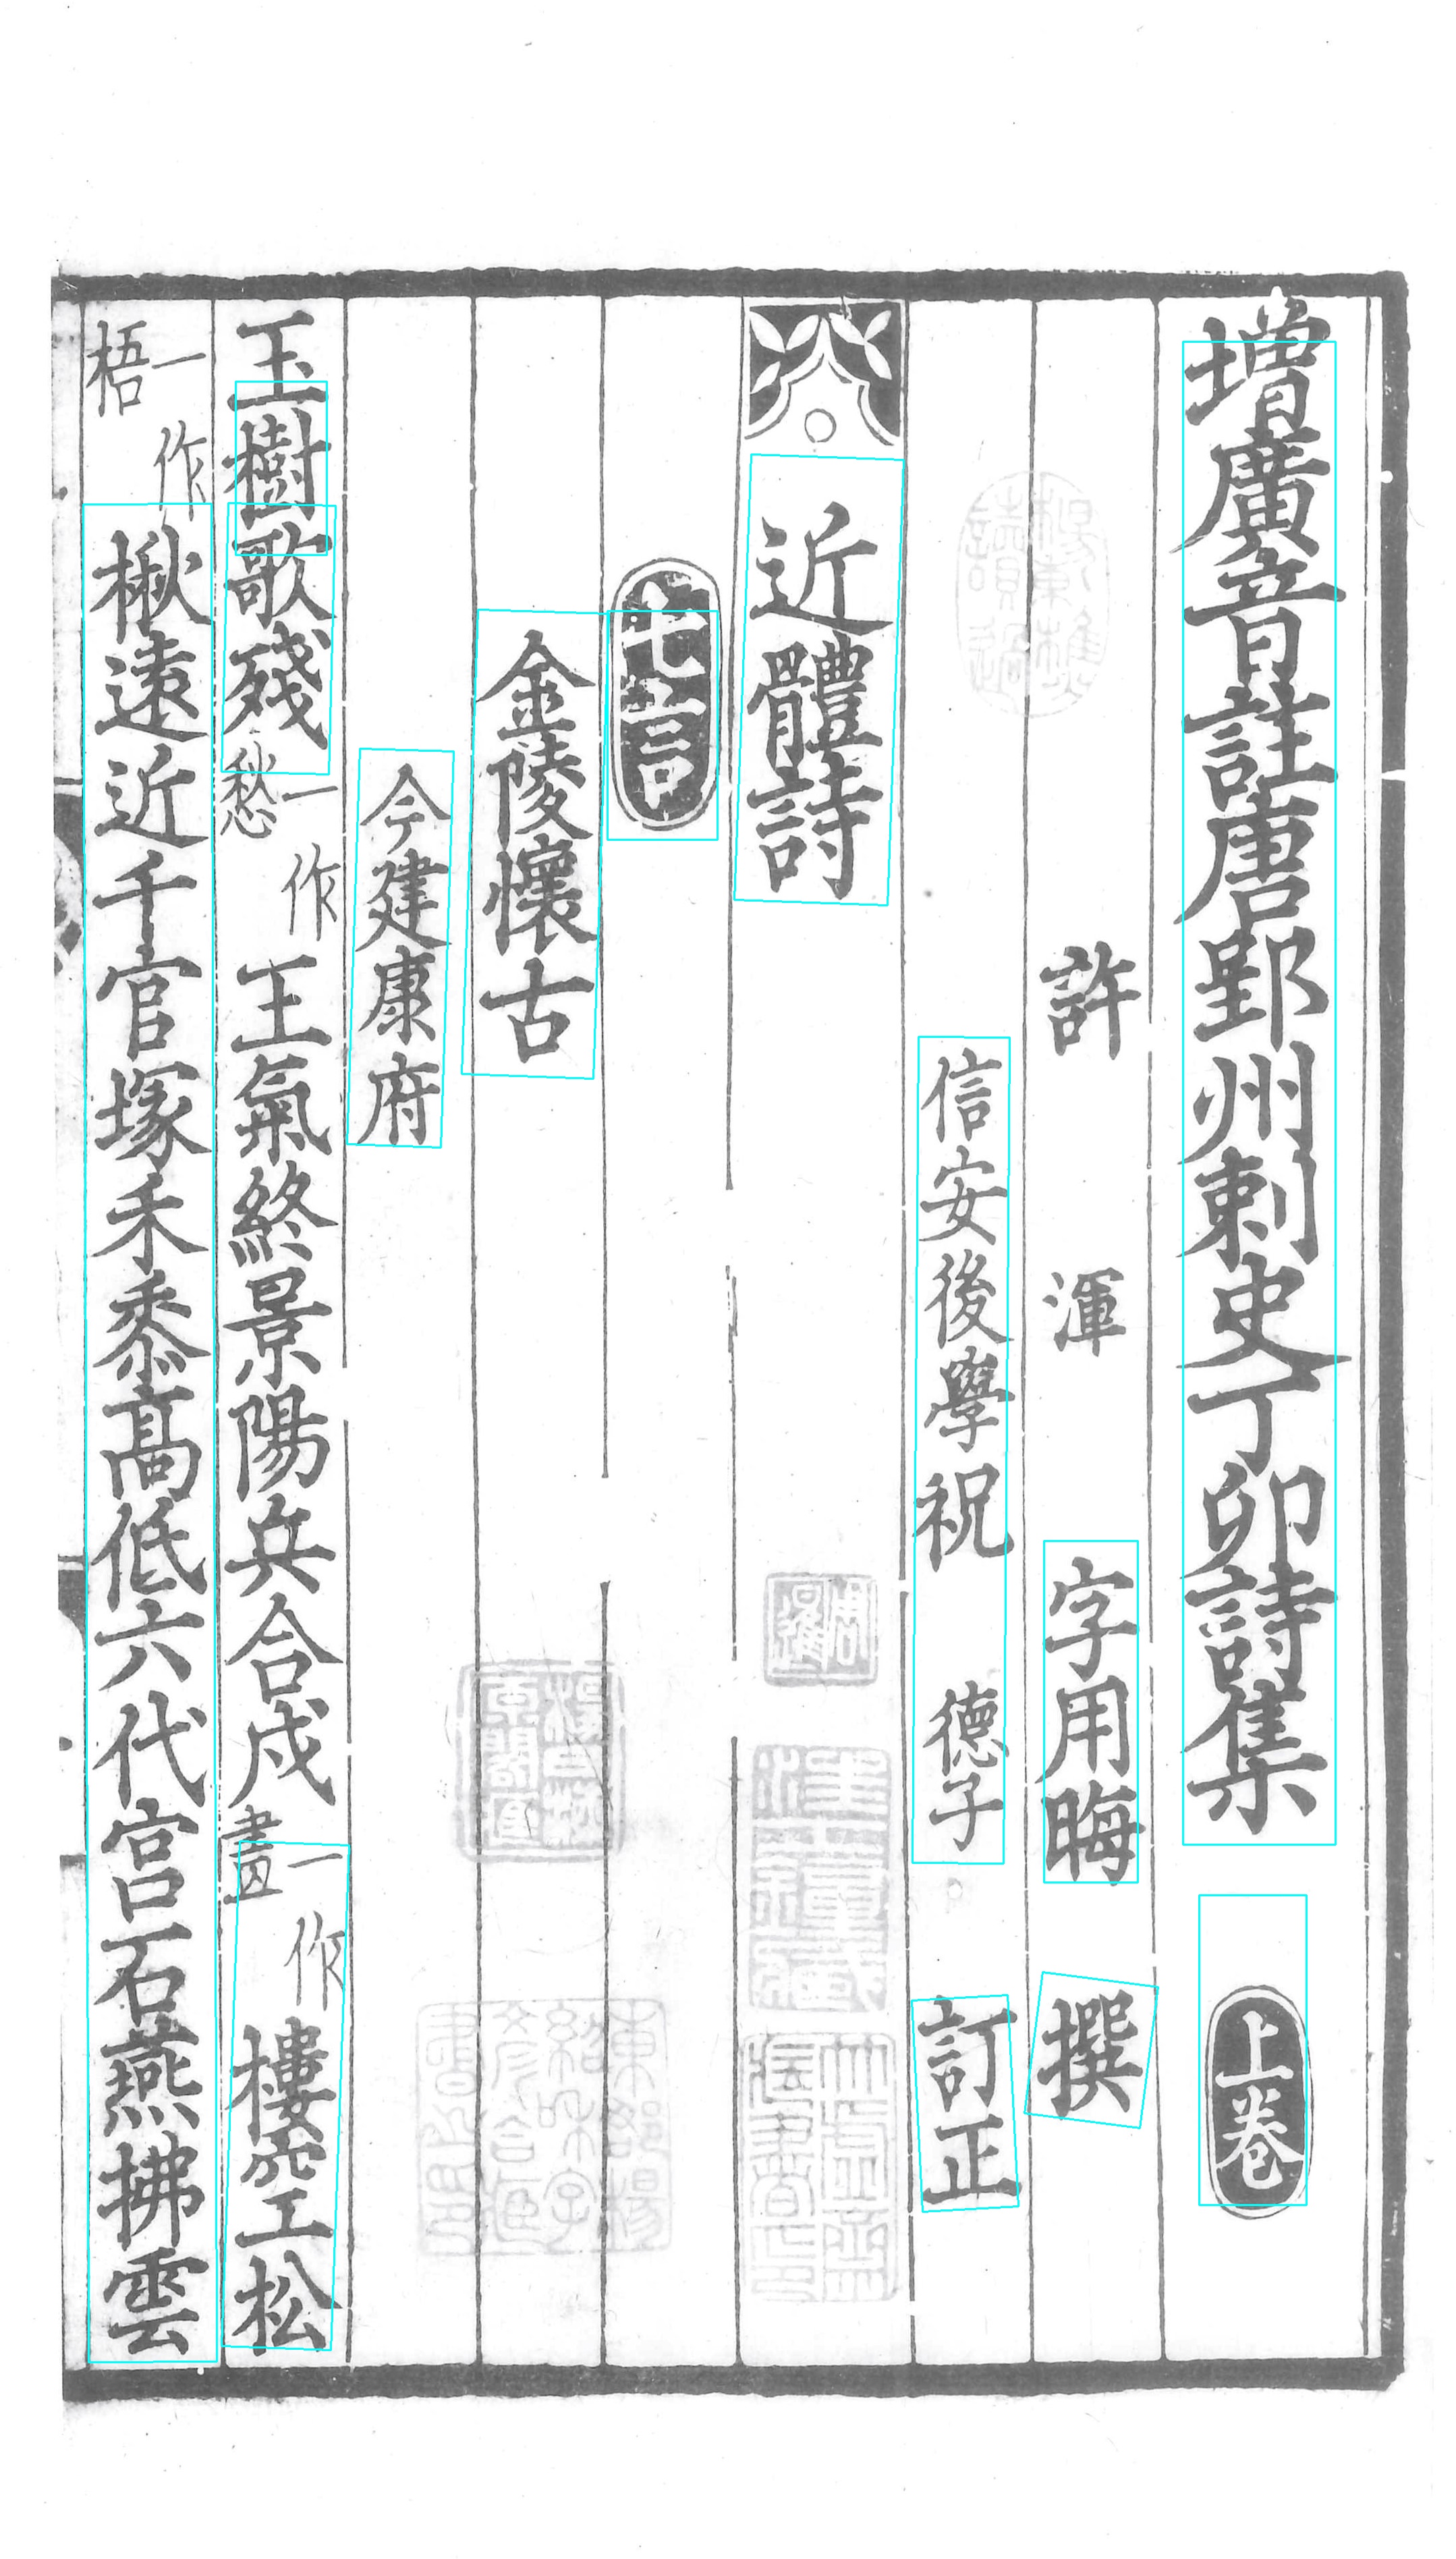 增廣音註唐郢州刺史丁卯詩集 上卷
許渾 字用晦 撰
信安後學祝 德子 訂正
近體詩
七言
金陵懷古
今建康府
玉樹歌殘一作愁王氣終景陽兵合戍一作畫樓空松
一作梧楸遠近千官塚禾黍高低六代宮石燕拂雲